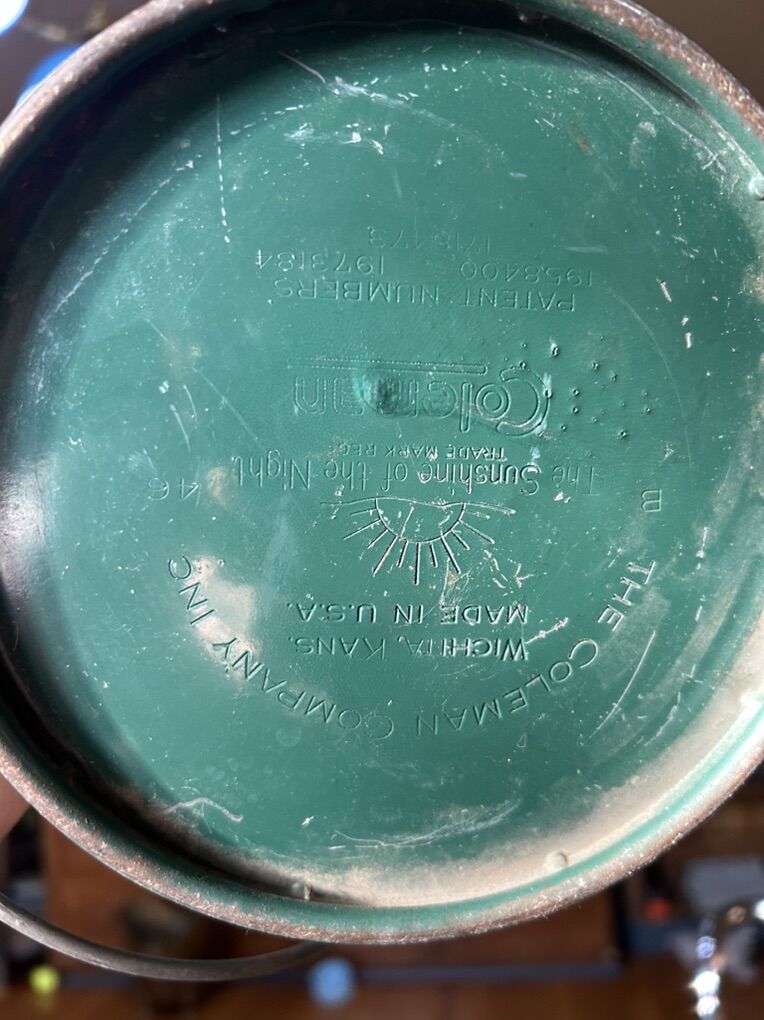 THE COLEMAN COMPANY INC
WICHITA, KANS.
MADE IN U.S.A.
B 46
The Sunshine of the Night
TRADE MARK REG.
Coleman
PATENT NUMBERS
1958400 1973184
1718473